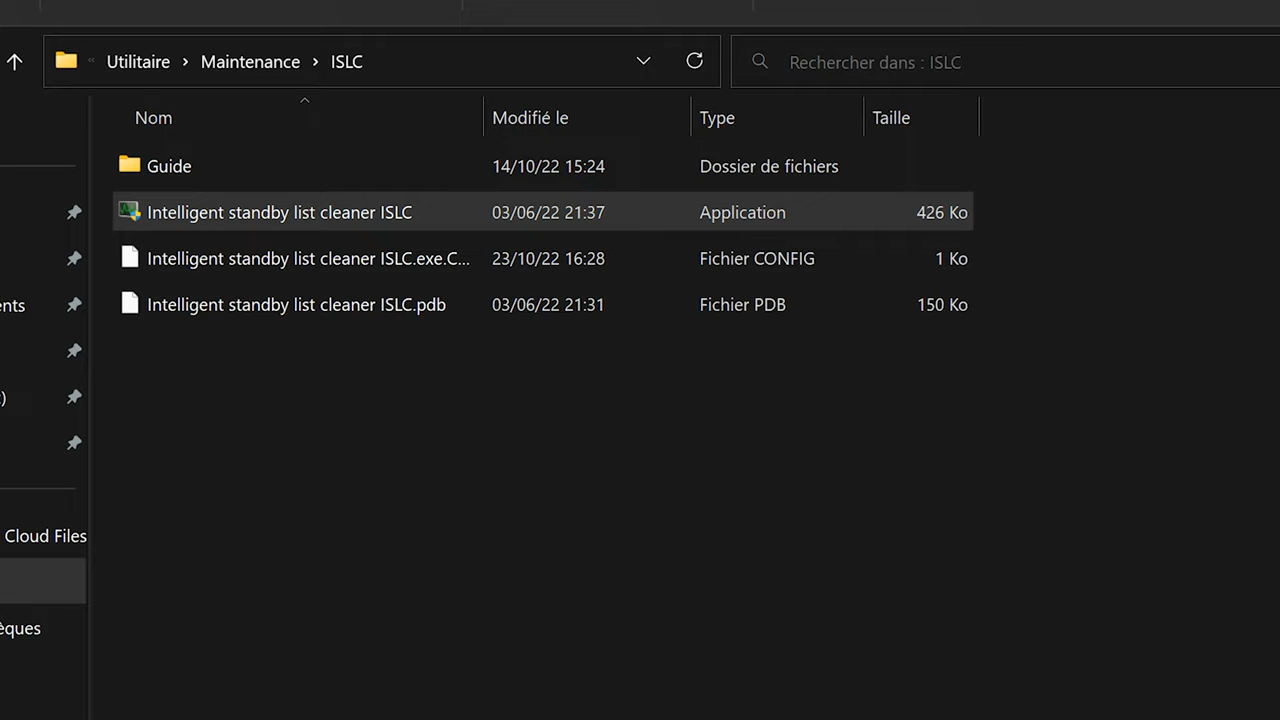 « Utilitaire › Maintenance › ISLC
Rechercher dans : ISLC
Nom Modifié le Type Taille
Guide 14/10/22 15:24 Dossier de fichiers
Intelligent standby list cleaner ISLC 03/06/22 21:37 Application 426 Ko
Intelligent standby list cleaner ISLC.exe.C... 23/10/22 16:28 Fichier CONFIG 1 Ko
Intelligent standby list cleaner ISLC.pdb 03/06/22 21:31 Fichier PDB 150 Ko
ents
)
Cloud Files
èques